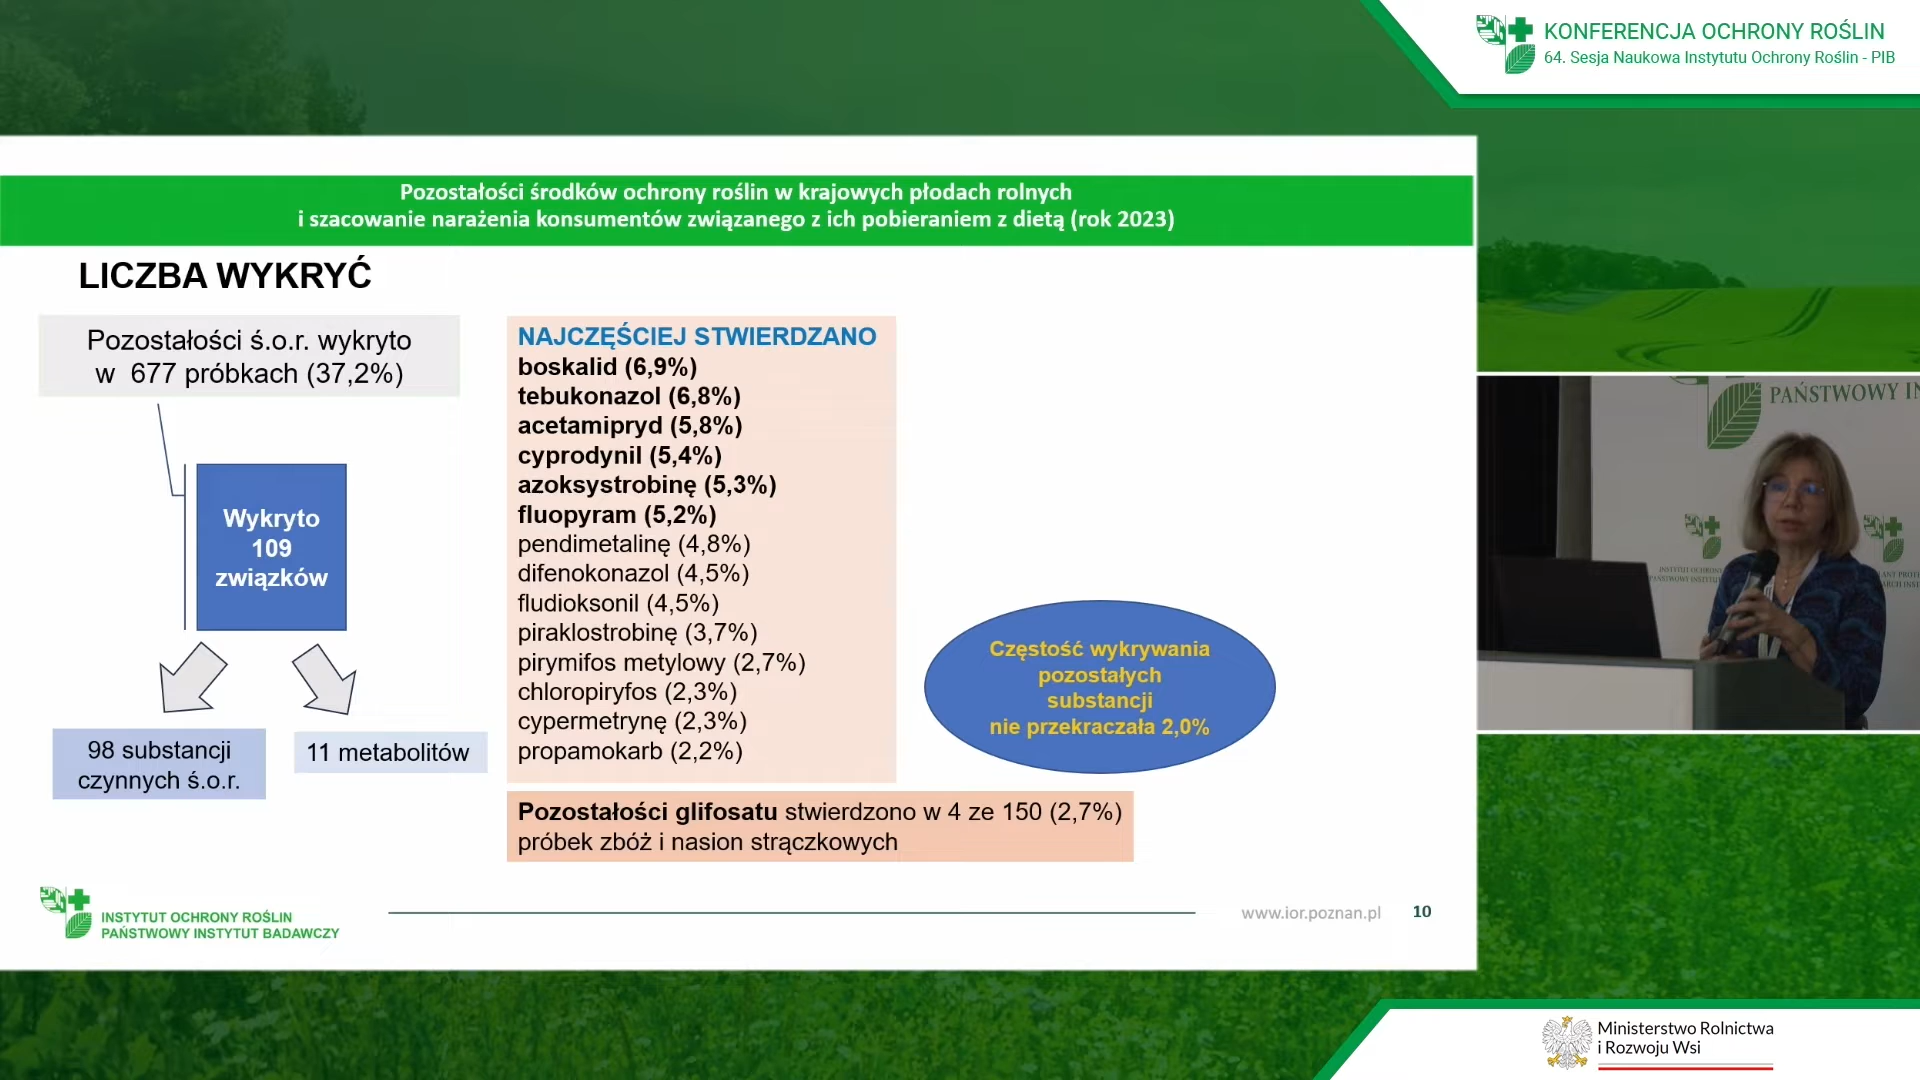 KONFERENCJA OCHRONY ROŚLIN
64. Sesja Naukowa Instytutu Ochrony Roślin - PIB
Pozostałości środków ochrony roślin w krajowych płodach rolnych
i szacowanie narażenia konsumentów związanego z ich pobieraniem z dietą (rok 2023)
LICZBA WYKRYĆ
Pozostałości ś.o.r. wykryto
w 677 próbkach (37,2%)
Wykryto
109
związków
98 substancji
czynnych ś.o.r.
11 metabolitów
NAJCZĘŚCIEJ STWIERDZANO
boskalid (6,9%)
tebukonazol (6,8%)
acetamipryd (5,8%)
cyprodynil (5,4%)
azoksystrobinę (5,3%)
fluopyram (5,2%)
pendimetalinę (4,8%)
difenokonazol (4,5%)
fludioksonil (4,5%)
piraklostrobinę (3,7%)
pirymifos metylowy (2,7%)
chloropiryfos (2,3%)
cypermetrynę (2,3%)
propamokarb (2,2%)
Częstość wykrywania
pozostałych
substancji
nie przekraczała 2,0%
Pozostałości glifosatu stwierdzono w 4 ze 150 (2,7%)
próbek zbóż i nasion strączkowych
INSTYTUT OCHRONY ROŚLIN
PAŃSTWOWY INSTYTUT BADAWCZY
www.ior.poznan.pl
10
PAŃSTWOWY IN
Ministerstwo Rolnictwa
i Rozwoju Wsi